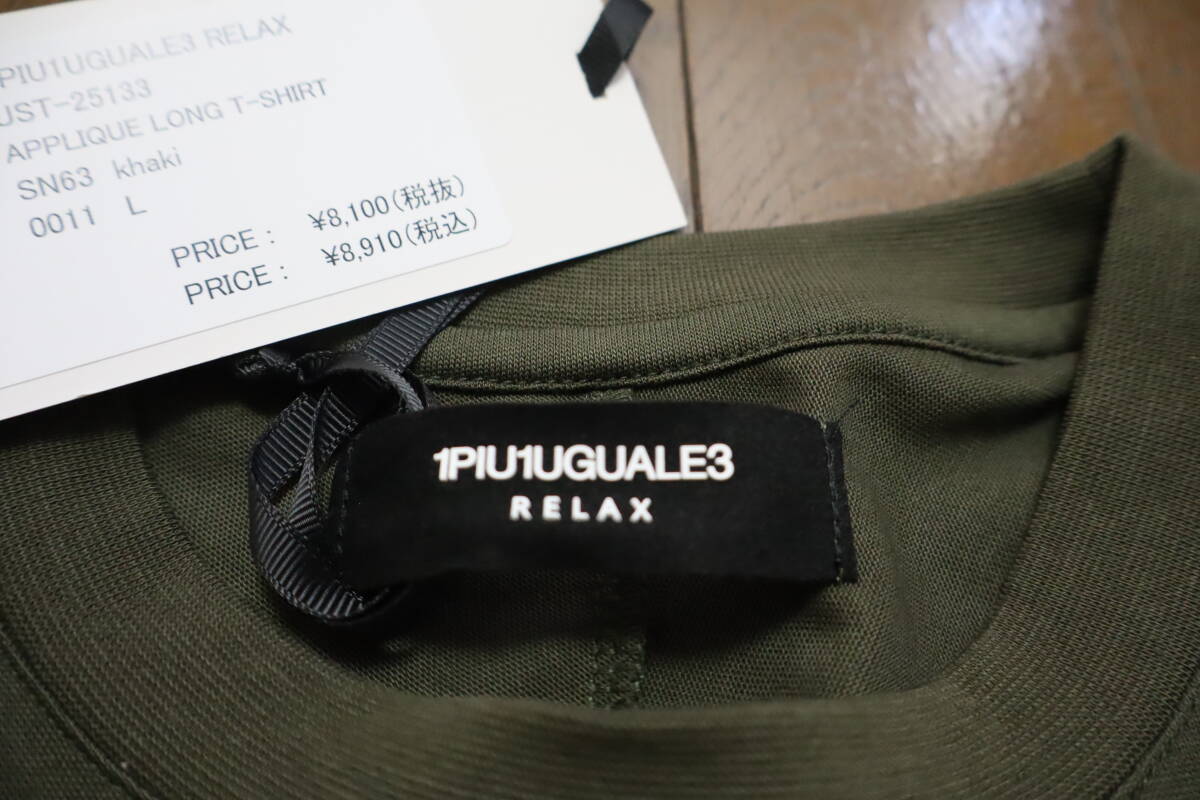 PIU1UGUALE3 RELAX
UST-25133
APPLIQUE LONG T-SHIRT
SN63 khaki
0011 L
PRICE : ¥8,100(税抜)
PRICE : ¥8,910(税込)
1PIU1UGUALE3
RELAX